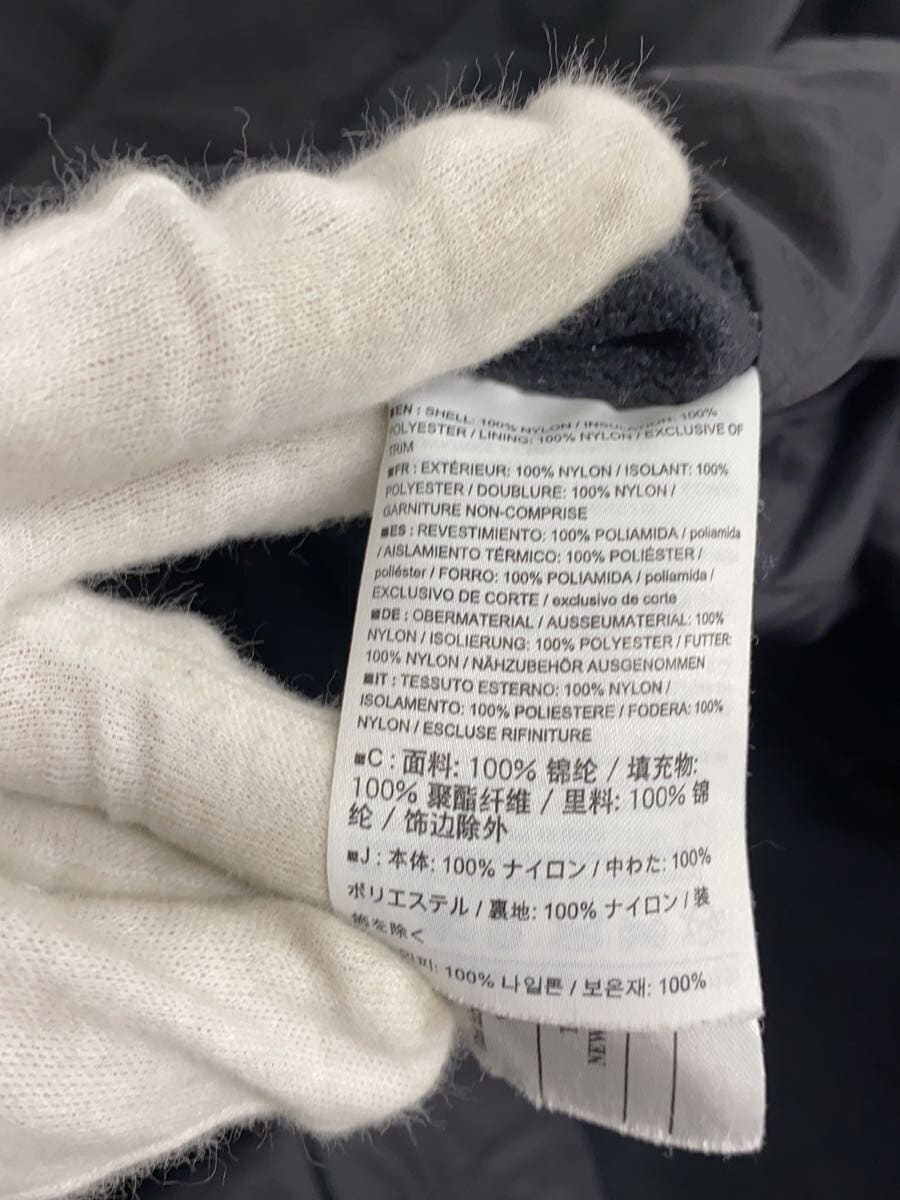 ■EN : SHELL: 100% NYLON / INSULATION: 100%
POLYESTER / LINING: 100% NYLON / EXCLUSIVE OF
TRIM
■FR : EXTÉRIEUR: 100% NYLON / ISOLANT: 100%
POLYESTER / DOUBLURE: 100% NYLON /
GARNITURE NON-COMPRISE
■ES : REVESTIMIENTO: 100% POLIAMIDA / poliamida
/ AISLAMIENTO TÉRMICO: 100% POLIÉSTER /
poliéster / FORRO: 100% POLIAMIDA / poliamida /
EXCLUSIVO DE CORTE / exclusivo de corte
■DE : OBERMATERIAL / AUSSEUMATERIAL: 100%
NYLON / ISOLIERUNG: 100% POLYESTER / FUTTER:
100% NYLON / NÄHZUBEHÖR AUSGENOMMEN
■IT : TESSUTO ESTERNO: 100% NYLON /
ISOLAMENTO: 100% POLIESTERE / FODERA: 100%
NYLON / ESCLUSE RIFINITURE
■C : 面料: 100% 锦纶 / 填充物:
100% 聚酯纤维 / 里料: 100% 锦
纶 / 饰边除外
■J : 本体: 100% ナイロン / 中わた: 100%
ポリエステル / 裏地: 100% ナイロン / 装
飾を除く
100% 나일론 / 보온재: 100%
NEW